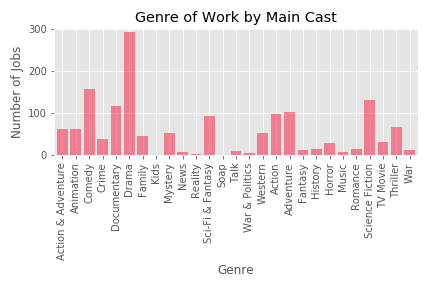 Genre of Work by Main Cast
Number of Jobs
300
200
100
0
Action & Adventure
Animation
Comedy
Crime
Documentary
Drama
Family
Kids
Mystery
News
Reality
Sci-Fi & Fantasy
Soap
Talk
War & Politics
Western
Action
Adventure
Fantasy
History
Horror
Music
Romance
Science Fiction
TV Movie
Thriller
War
Genre